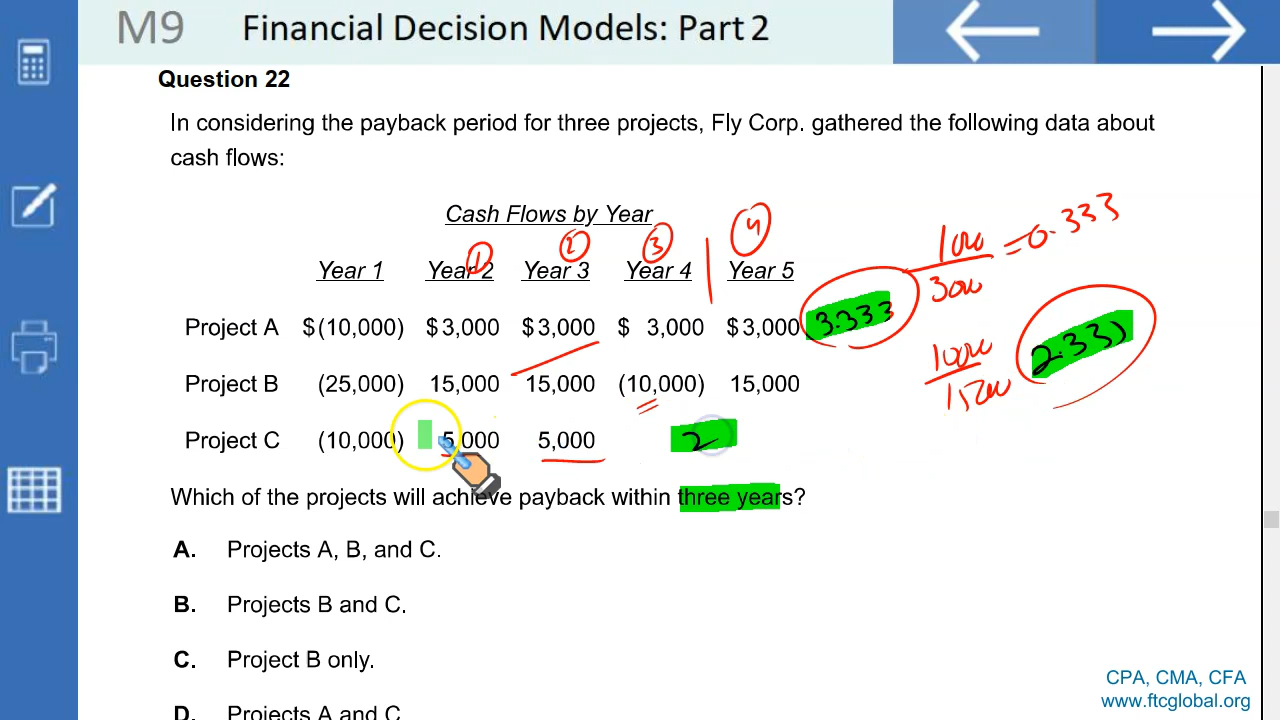 M9 Financial Decision Models: Part 2
Question 22
In considering the payback period for three projects, Fly Corp. gathered the following data about
cash flows:
Cash Flows by Year
1 2 3 4
Year 1 Year 2 Year 3 Year 4 Year 5
Project A $(10,000) $3,000 $3,000 $ 3,000 $3,000 3.333
1000
3000
=0.333
Project B (25,000) 15,000 15,000 (10,000) 15,000
Project C (10,000) 5,000 5,000 2
Which of the projects will achieve payback within three years?
A. Projects A, B, and C.
B. Projects B and C.
C. Project B only.
D. Projects A and C
CPA, CMA, CFA
www.ftcglobal.org